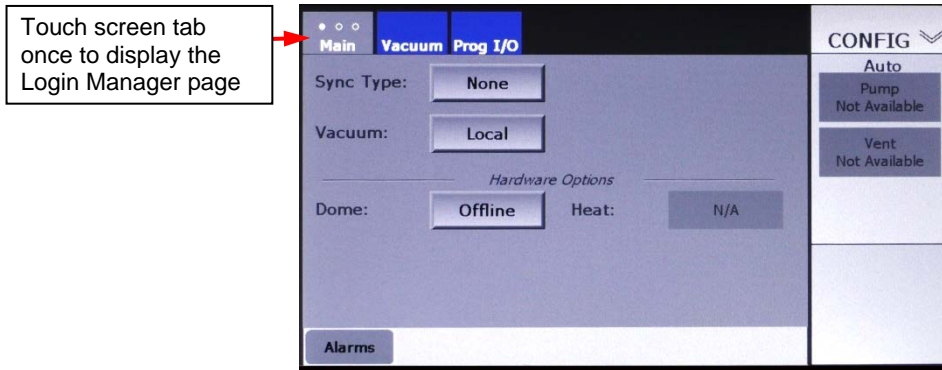 Touch screen tab
once to display the
Login Manager page
Main Vacuum Prog I/O
CONFIG
Auto
Pump
Not Available
Vent
Not Available
Sync Type: None
Vacuum: Local
Hardware Options
Dome: Offline Heat: N/A
Alarms